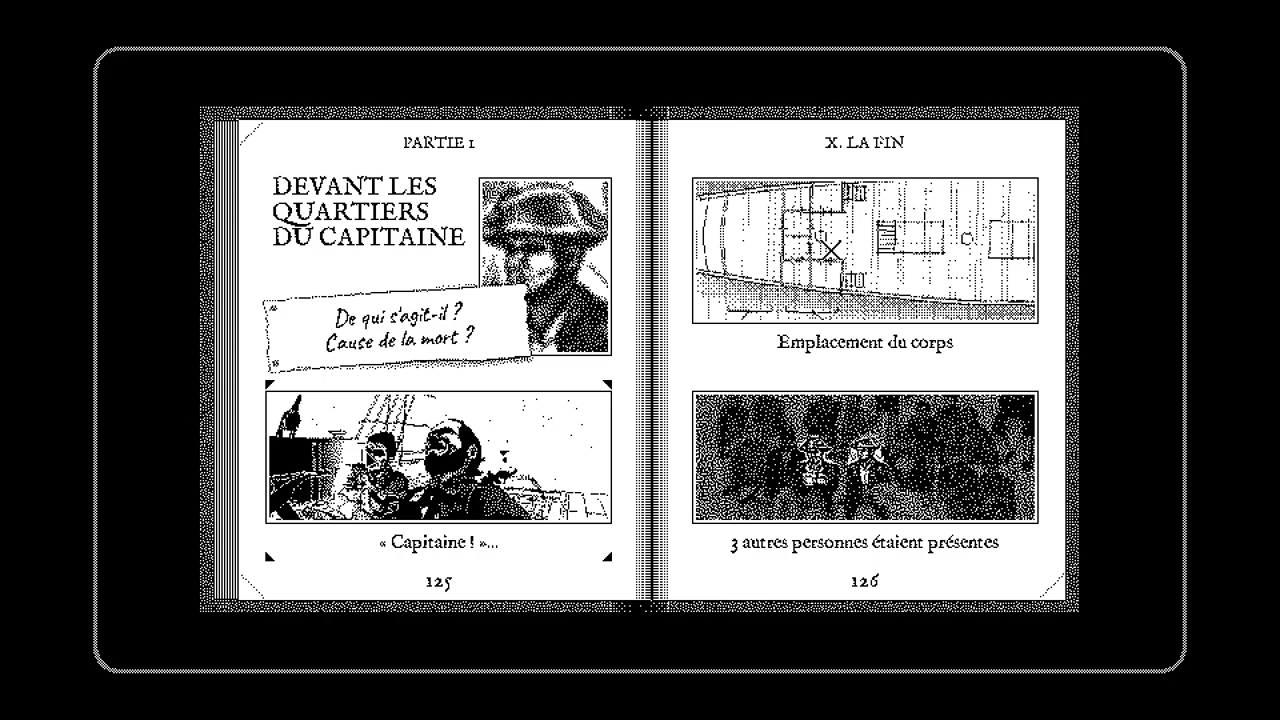 PARTIE 1
DEVANT LES
QUARTIERS
DU CAPITAINE
De qui s'agit-il ?
Cause de la mort ?
« Capitaine ! »...
125
X. LA FIN
Emplacement du corps
3 autres personnes étaient présentes
126